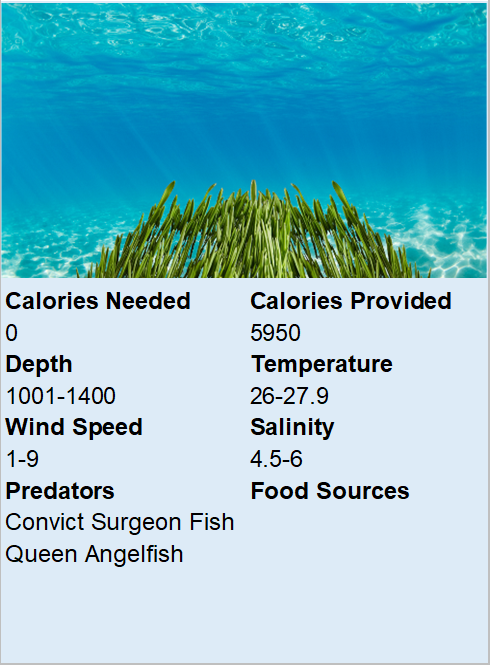 Calories Needed Calories Provided
0 5950
Depth Temperature
1001-1400 26-27.9
Wind Speed Salinity
1-9 4.5-6
Predators Food Sources
Convict Surgeon Fish
Queen Angelfish